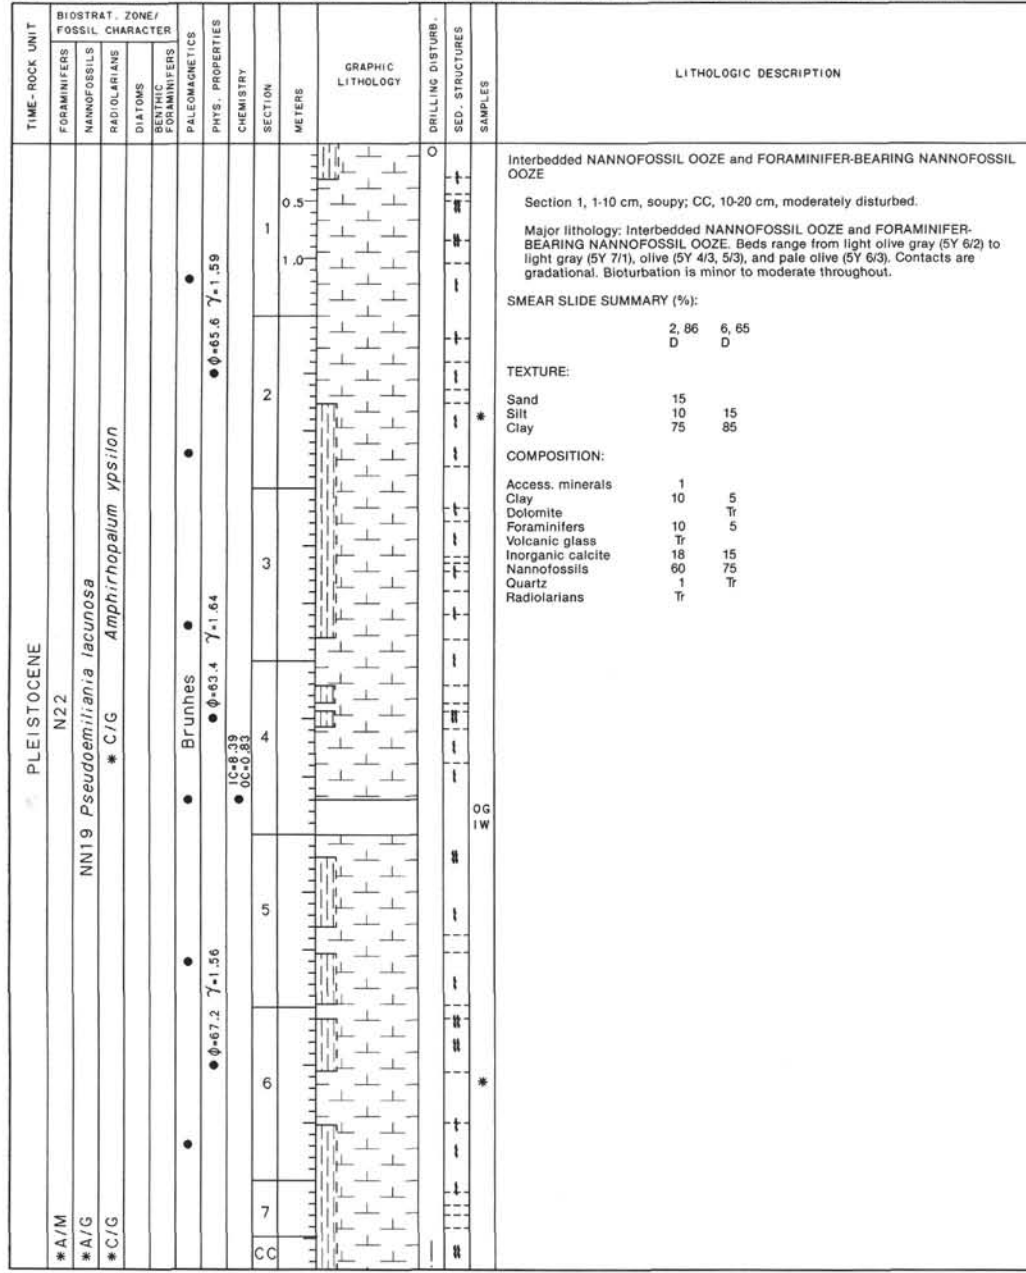 TIME-ROCK UNIT
BIOSTRAT. ZONE/
FOSSIL CHARACTER
FORAMINIFERS
NANNOFOSSILS
RADIOLARIANS
DIATOMS
BENTHIC
FORAMINIFERS
PALEOMAGNETICS
PHYS. PROPERTIES
CHEMISTRY
SECTION
METERS
GRAPHIC
LITHOLOGY
DRILLING DISTURB.
SED. STRUCTURES
SAMPLES
LITHOLOGIC DESCRIPTION
PLEISTOCENE
N22
*A/M
NN19 Pseudoemiliania lacunosa
*A/G
Amphirhopalum ypsilon
* C/G
*C/G
Brunhes
● Φ=65.6 γ=1.59
● Φ=63.4 γ=1.64
● Φ=67.2 γ=1.56
● IC=8.39
OC=0.83
1
2
3
4
5
6
7
CC
0.5
1.0
O
*
OG
IW
*
Interbedded NANNOFOSSIL OOZE and FORAMINIFER-BEARING NANNOFOSSIL
OOZE
Section 1, 1-10 cm, soupy; CC, 10-20 cm, moderately disturbed.
Major lithology: Interbedded NANNOFOSSIL OOZE and FORAMINIFER-
BEARING NANNOFOSSIL OOZE. Beds range from light olive gray (5Y 6/2) to
light gray (5Y 7/1), olive (5Y 4/3, 5/3), and pale olive (5Y 6/3). Contacts are
gradational. Bioturbation is minor to moderate throughout.
SMEAR SLIDE SUMMARY (%):
2, 86 6, 65
D D
TEXTURE:
Sand 15
Silt 10 15
Clay 75 85
COMPOSITION:
Access. minerals 1
Clay 10 5
Dolomite Tr
Foraminifers 10 5
Volcanic glass Tr
Inorganic calcite 18 15
Nannofossils 60 75
Quartz 1 Tr
Radiolarians Tr